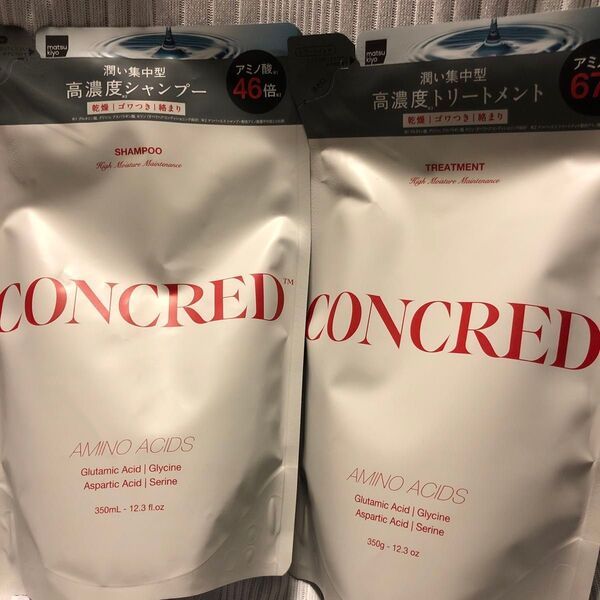 matsu
kiyo
潤い集中型
高濃度シャンプー
乾燥|ゴワつき|絡まり
アミノ酸
46倍
SHAMPOO
High Moisture Maintenance
CONCRED™
AMINO ACIDS
Glutamic Acid | Glycine
Aspartic Acid | Serine
350mL - 12.3 fl.oz
matsu
kiyo
潤い集中型
高濃度トリートメント
乾燥|ゴワつき|絡まり
アミ
67
TREATMENT
High Moisture Maintenance
CONCRED
AMINO ACIDS
Glutamic Acid | Glycine
Aspartic Acid | Serine
350g - 12.3 oz